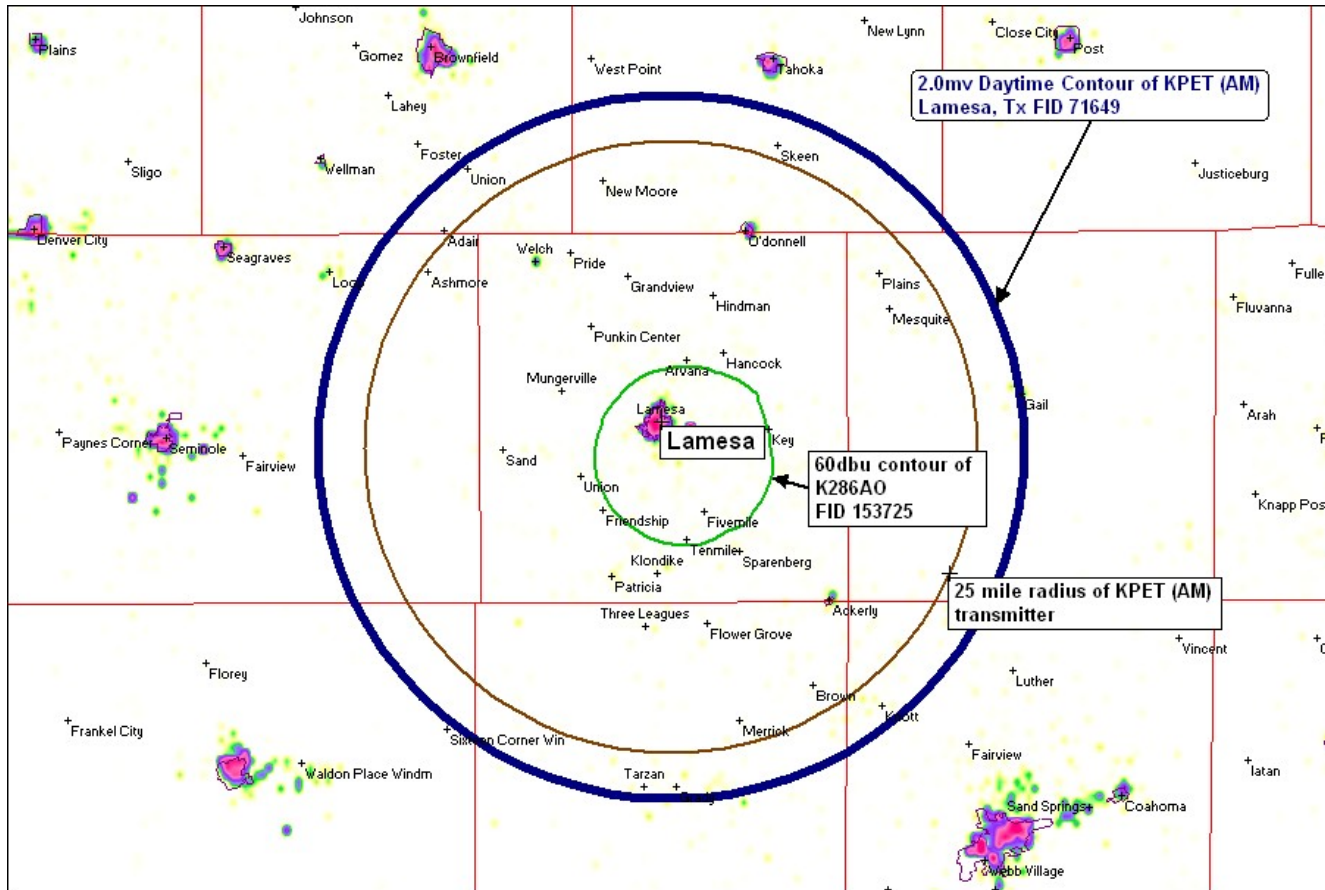 Johnson
New Lynn
Close City
Plains
Gomez
Brownfield
West Point
Tahoka
Post
2.0mv Daytime Contour of KPET (AM)
Lamesa, Tx FID 71649
Lahey
Foster
Skeen
Sligo
Wellman
Union
New Moore
Justiceburg
Denver City
Adair
O'donnell
Seagraves
Welch
Pride
Loop
Ashmore
Grandview
Plains
Hindman
Fluvanna
Mesquite
Punkin Center
Arvana
Hancock
Mungerville
Gail
Lamesa
Arah
Lamesa
Key
Paynes Corner
Seminole
Fairview
Sand
60dbu contour of
K286AO
FID 153725
Union
Knapp Pos
Friendship
Fivemile
Tenmile
Klondike
Sparenberg
Patricia
25 mile radius of KPET (AM)
transmitter
Three Leagues
Ackerly
Flower Grove
Vincent
Florey
Luther
Brown
Knott
Frankel City
Merrick
Sixteen Corner Win
Fairview
Waldon Place Windm
Tarzan
Iatan
Sand Springs
Coahoma
Webb Village